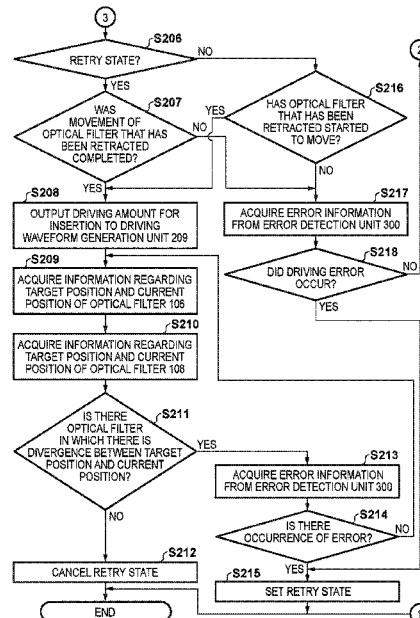 3
S206
RETRY STATE?
NO
2
YES
S207
WAS
MOVEMENT OF
OPTICAL FILTER THAT HAS
BEEN RETRACTED
COMPLETED?
NO
YES
S216
YES
HAS OPTICAL FILTER
THAT HAS BEEN
RETRACTED STARTED
TO MOVE?
NO
S208
OUTPUT DRIVING AMOUNT FOR
INSERTION TO DRIVING
WAVEFORM GENERATION UNIT 209
S217
ACQUIRE ERROR INFORMATION
FROM ERROR DETECTION UNIT 300
S209
ACQUIRE INFORMATION REGARDING
TARGET POSITION AND CURRENT
POSITION OF OPTICAL FILTER 106
S218
DID DRIVING ERROR
OCCUR?
NO
YES
S210
ACQUIRE INFORMATION REGARDING
TARGET POSITION AND CURRENT
POSITION OF OPTICAL FILTER 108
S211
IS THERE
OPTICAL FILTER
IN WHICH THERE IS
DIVERGENCE BETWEEN TARGET
POSITION AND CURRENT
POSITION?
YES
NO
S213
ACQUIRE ERROR INFORMATION
FROM ERROR DETECTION UNIT 300
S214
IS THERE
OCCURRENCE OF ERROR?
NO
YES
S212
CANCEL RETRY STATE
S215
SET RETRY STATE
END
1